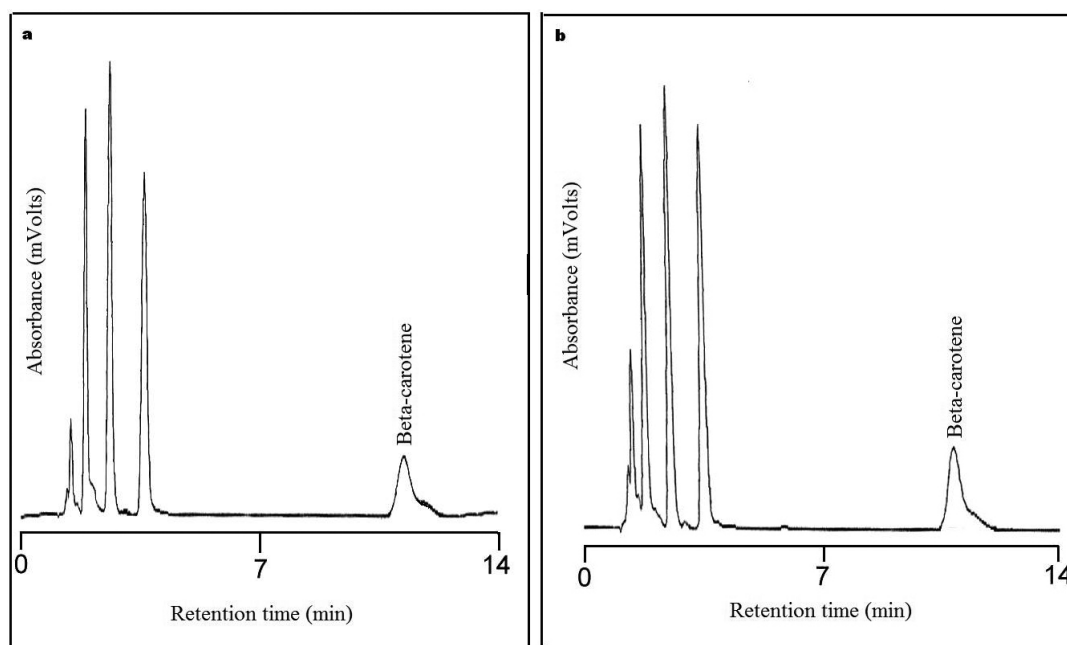 a
Absorbance (mVolts)
Beta-carotene
0
7
14
Retention time (min)
b
Absorbance (mVolts)
Beta-carotene
0
7
14
Retention time (min)